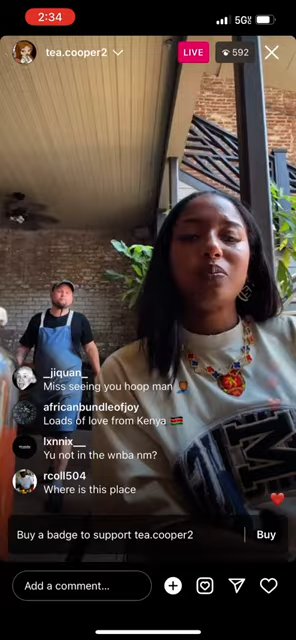 2:34
5G
tea.cooper2
LIVE
592
_jiquan_
Miss seeing you hoop man
africanbundleofjoy
Loads of love from Kenya 🇰🇪
lxnnix__
Yu not in the wnba nm?
rcoll504
Where is this place
Buy a badge to support tea.cooper2
Buy
Add a comment...